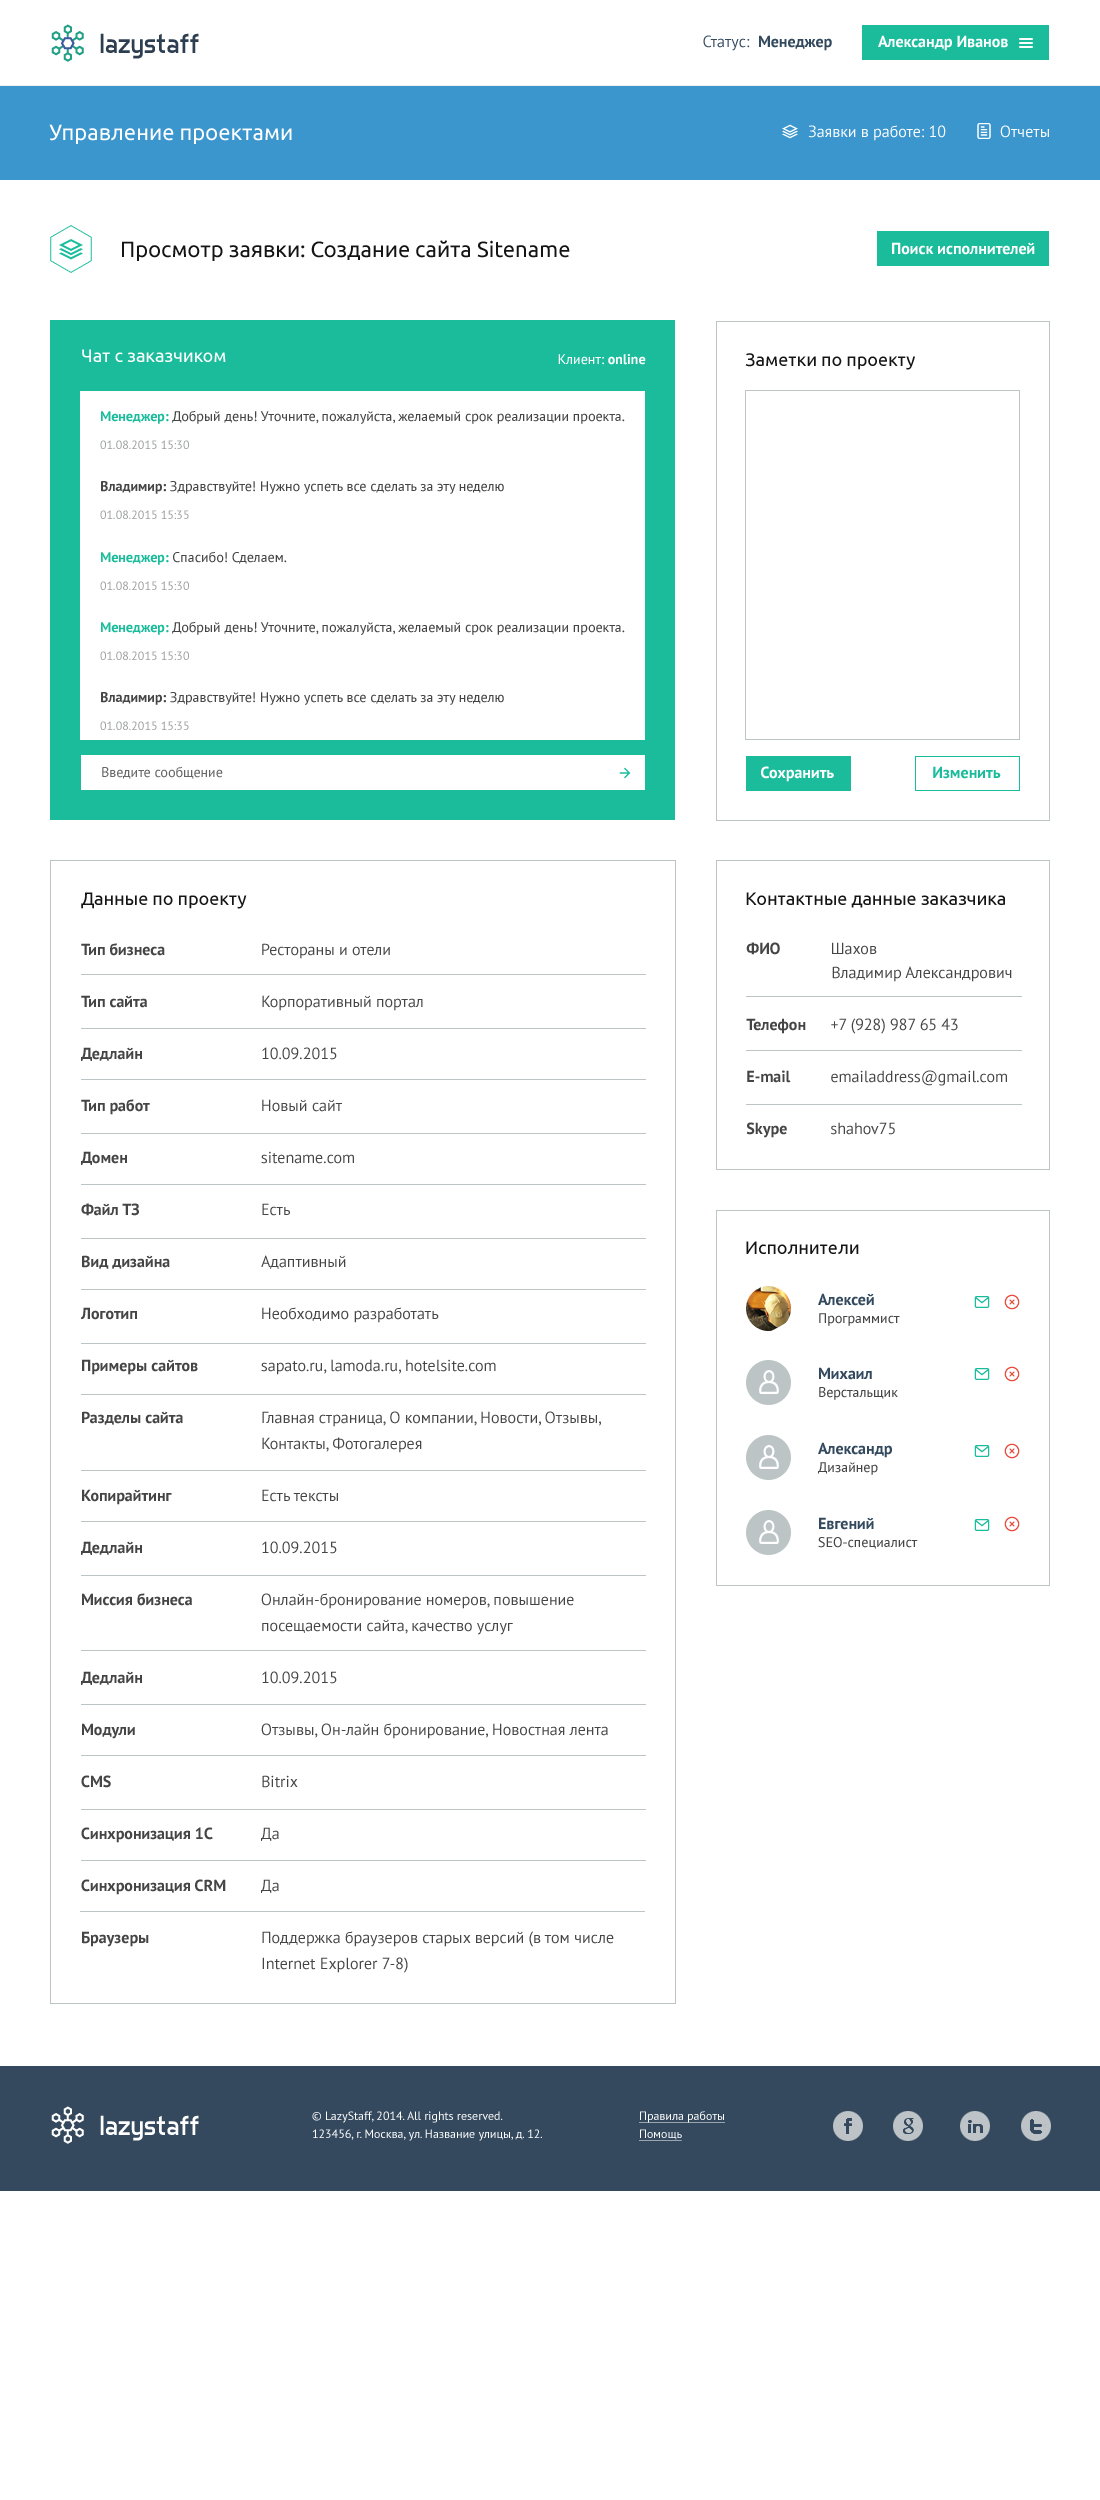 lazystaff
Статус: Менеджер
Александр Иванов
Управление проектами
Заявки в работе: 10
Отчеты
Просмотр заявки: Создание сайта Sitename
Поиск исполнителей
Чат с заказчиком
Клиент: online
Менеджер: Добрый день! Уточните, пожалуйста, желаемый срок реализации проекта.
01.08.2015 15:30
Владимир: Здравствуйте! Нужно успеть все сделать за эту неделю
01.08.2015 15:35
Менеджер: Спасибо! Сделаем.
01.08.2015 15:30
Менеджер: Добрый день! Уточните, пожалуйста, желаемый срок реализации проекта.
01.08.2015 15:30
Владимир: Здравствуйте! Нужно успеть все сделать за эту неделю
01.08.2015 15:35
Введите сообщение
Заметки по проекту
Сохранить
Изменить
Данные по проекту
Тип бизнеса Рестораны и отели
Тип сайта Корпоративный портал
Дедлайн 10.09.2015
Тип работ Новый сайт
Домен sitename.com
Файл ТЗ Есть
Вид дизайна Адаптивный
Логотип Необходимо разработать
Примеры сайтов sapato.ru, lamoda.ru, hotelsite.com
Разделы сайта Главная страница, О компании, Новости, Отзывы,
Контакты, Фотогалерея
Копирайтинг Есть тексты
Дедлайн 10.09.2015
Миссия бизнеса Онлайн-бронирование номеров, повышение
посещаемости сайта, качество услуг
Дедлайн 10.09.2015
Модули Отзывы, Он-лайн бронирование, Новостная лента
CMS Bitrix
Синхронизация 1С Да
Синхронизация CRM Да
Браузеры Поддержка браузеров старых версий (в том числе
Internet Explorer 7-8)
Контактные данные заказчика
ФИО Шахов
Владимир Александрович
Телефон +7 (928) 987 65 43
E-mail emailaddress@gmail.com
Skype shahov75
Исполнители
Алексей
Программист
Михаил
Верстальщик
Александр
Дизайнер
Евгений
SEO-специалист
lazystaff
© LazyStaff, 2014. All rights reserved.
123456, г. Москва, ул. Название улицы, д. 12.
Правила работы
Помощь